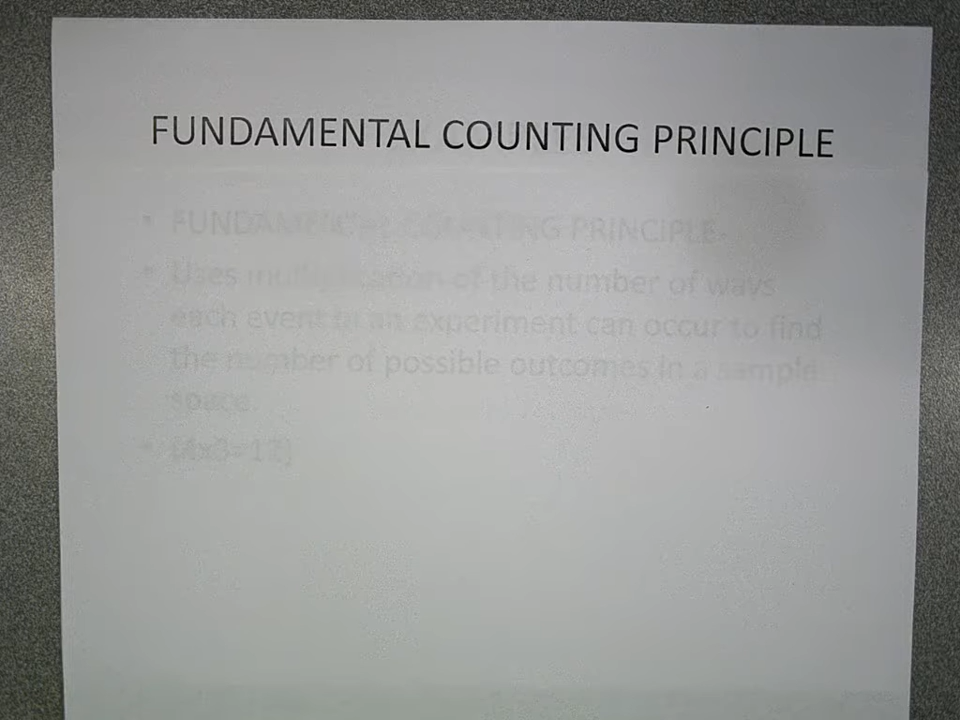 FUNDAMENTAL COUNTING PRINCIPLE
• FUNDAMENTAL COUNTING PRINCIPLE-
• Uses multiplication of the number of ways
each event in an experiment can occur to find
the number of possible outcomes in a sample
space.
• (4x3=12)